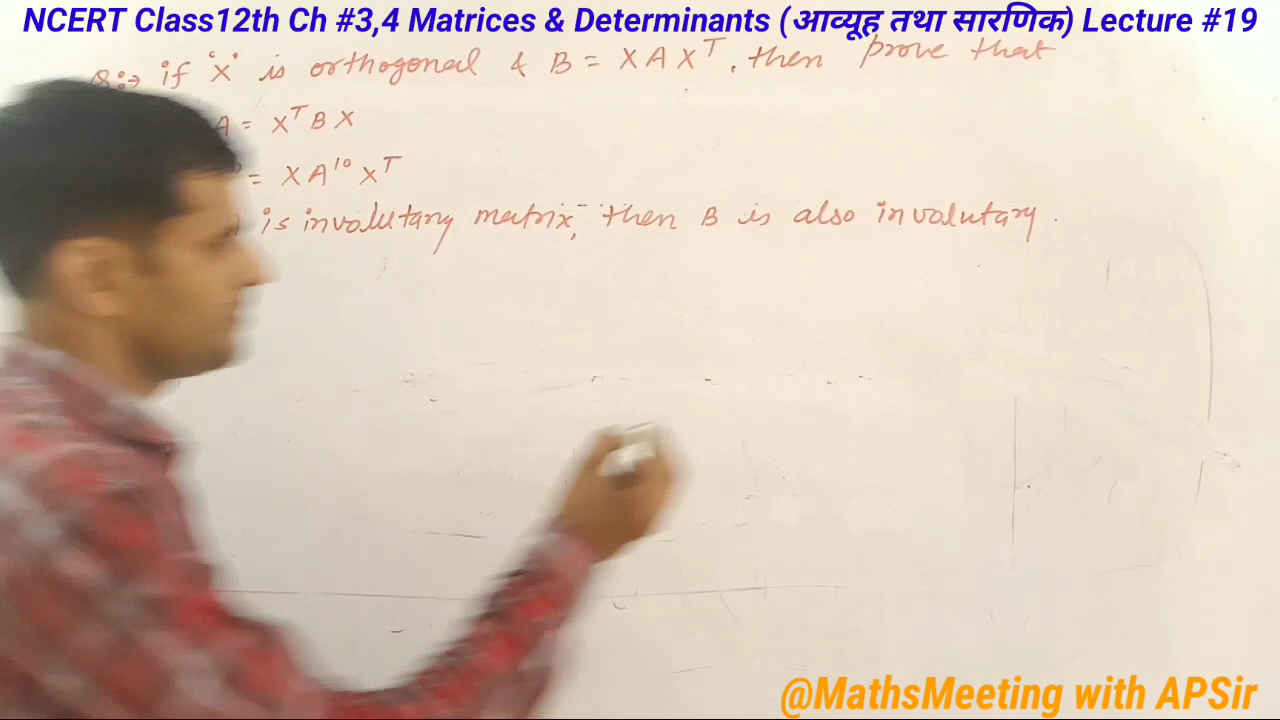 NCERT Class12th Ch #3,4 Matrices & Determinants (आव्यूह तथा सारणिक) Lecture #19
Q:→ if 'X' is orthogonal & B = XAX^T, then prove that
A = X^T B X
= X A^10 X^T
is involutary matrix, then B is also involutary.
@MathsMeeting with APSir